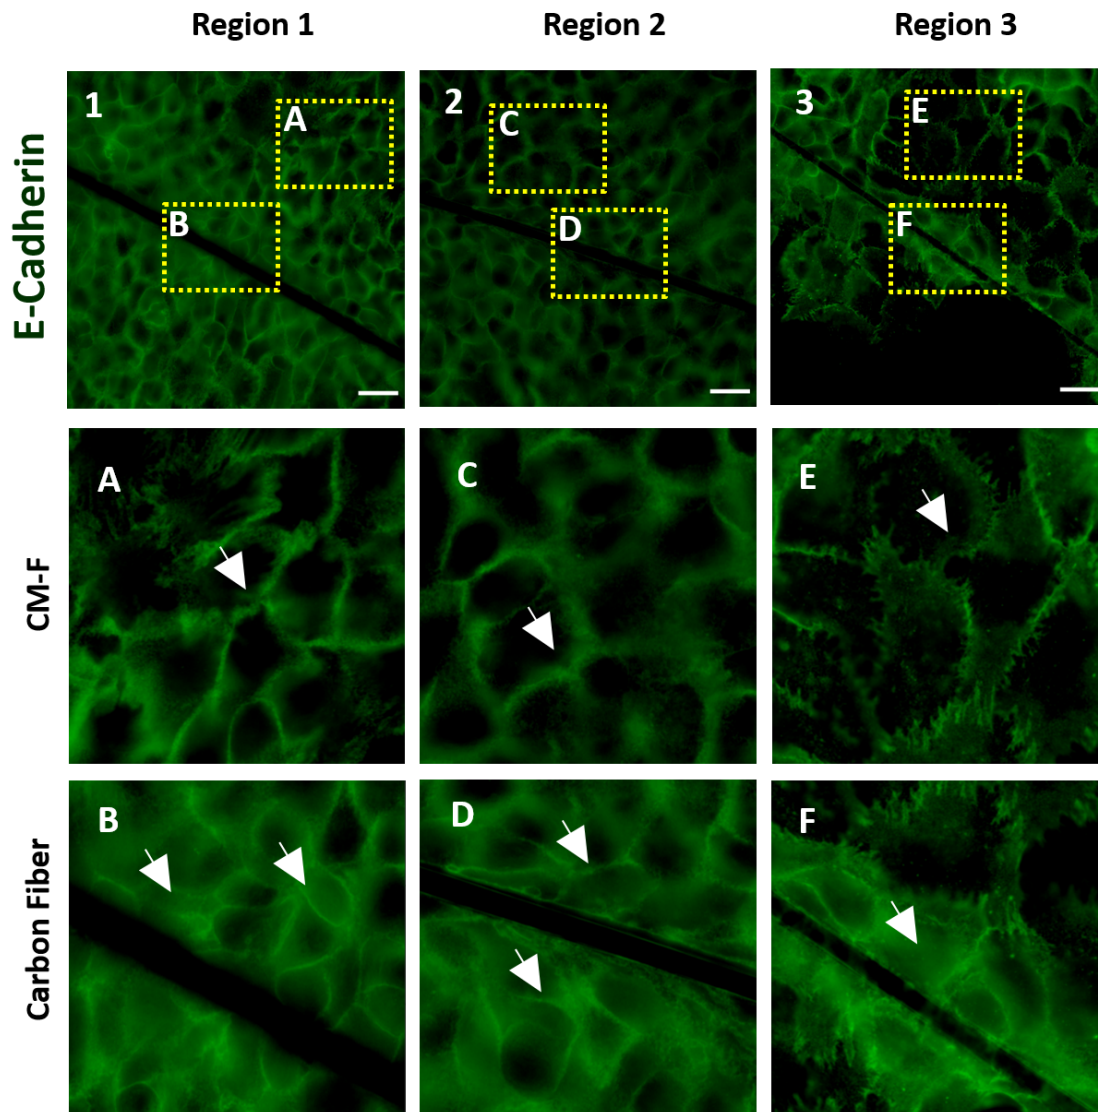 Region 1
Region 2
Region 3
E-Cadherin
1
A
B
2
C
D
3
E
F
CM-F
A
C
E
Carbon Fiber
B
D
F